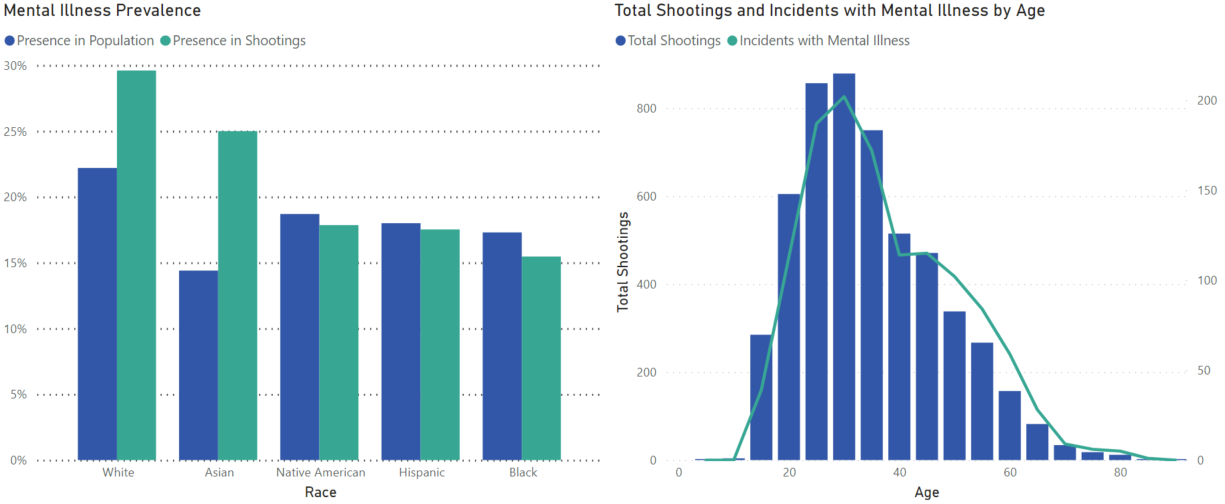 Mental Illness Prevalence
Presence in Population Presence in Shootings
30%
25%
20%
15%
10%
5%
0%
White Asian Native American Hispanic Black
Race
Total Shootings and Incidents with Mental Illness by Age
Total Shootings Incidents with Mental Illness
Total Shootings
800
600
400
200
0
200
150
100
50
0
0 20 40 60 80
Age